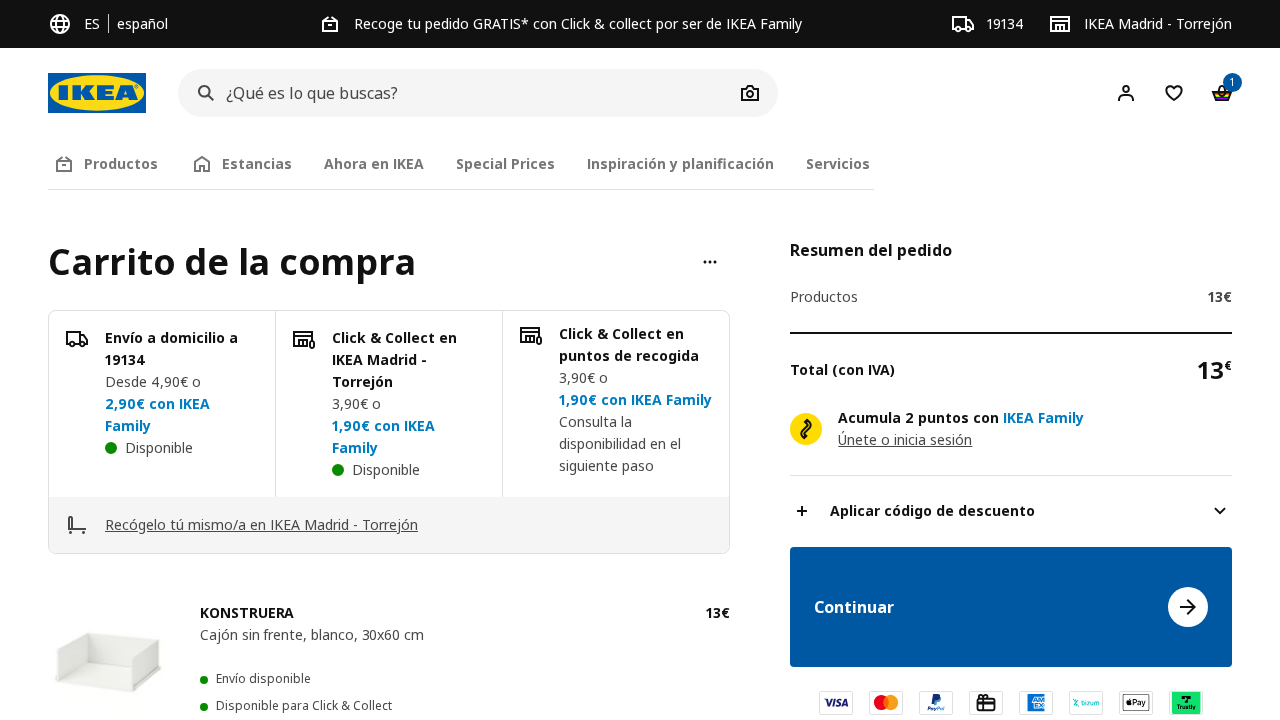 ES
español
Recoge tu pedido GRATIS* con Click & collect por ser de IKEA Family
19134
IKEA Madrid - Torrejón
IKEA
¿Qué es lo que buscas?
1
Productos
Estancias
Ahora en IKEA
Special Prices
Inspiración y planificación
Servicios
Carrito de la compra
Envío a domicilio a
19134
Desde 4,90€ o
2,90€ con IKEA
Family
Disponible
Click & Collect en
IKEA Madrid -
Torrejón
3,90€ o
1,90€ con IKEA
Family
Disponible
Click & Collect en
puntos de recogida
3,90€ o
1,90€ con IKEA Family
Consulta la
disponibilidad en el
siguiente paso
Recógelo tú mismo/a en IKEA Madrid - Torrejón
KONSTRUERA
13€
Cajón sin frente, blanco, 30x60 cm
Envío disponible
Disponible para Click & Collect
Resumen del pedido
Productos
13€
Total (con IVA)
13€
Acumula 2 puntos con IKEA Family
Únete o inicia sesión
Aplicar código de descuento
Continuar
VISA
PayPal
AM
EX
bizum
Pay
Trustly